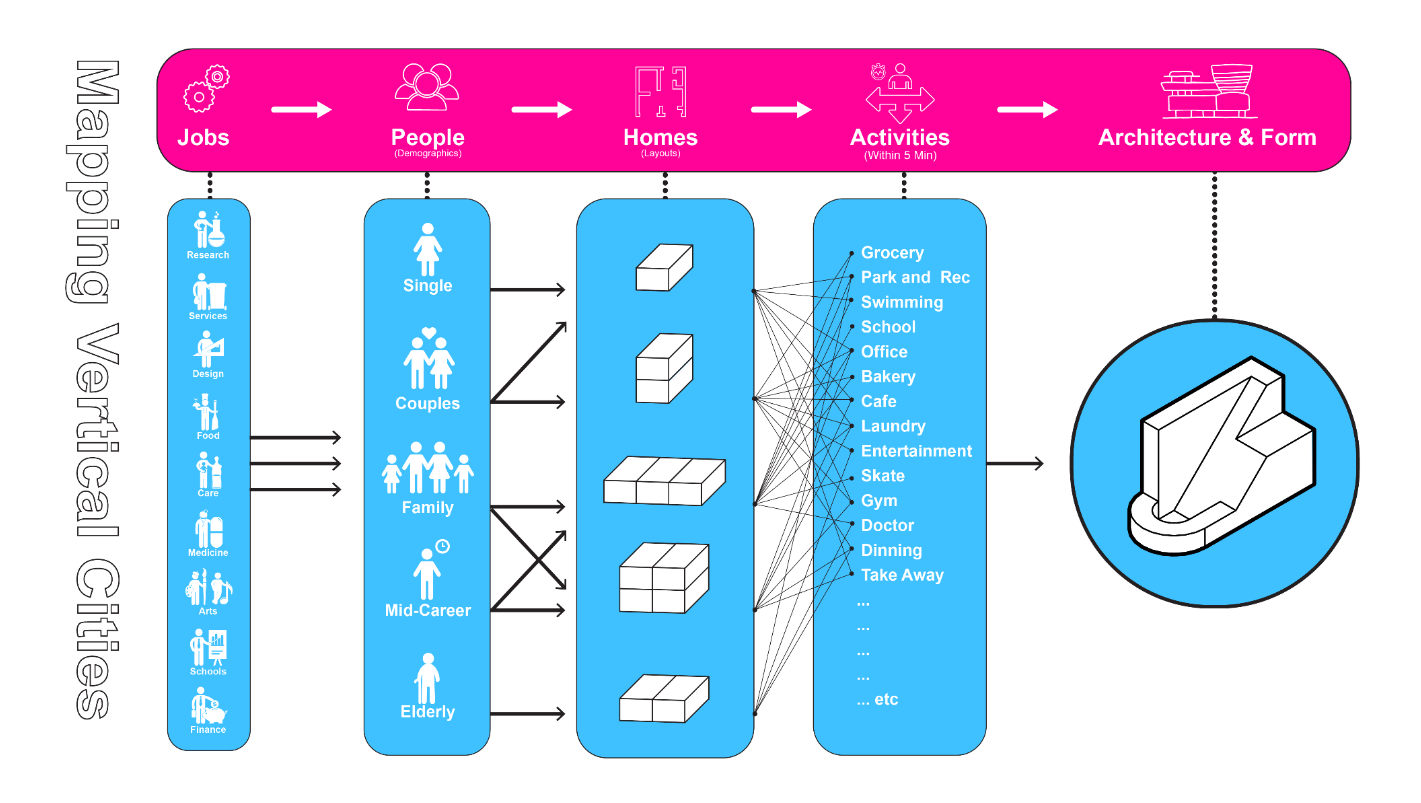 Mapping Vertical Cities
Jobs
People
(Demographics)
Homes
(Layouts)
Activities
(Within 5 Min)
Architecture & Form
Research
Services
Design
Food
Care
Medicine
Arts
Schools
Finance
Single
Couples
Family
Mid-Career
Elderly
Grocery
Park and  Rec
Swimming
School
Office
Bakery
Cafe
Laundry
Entertainment
Skate
Gym
Doctor
Dinning
Take Away
...
...
...
...
... etc